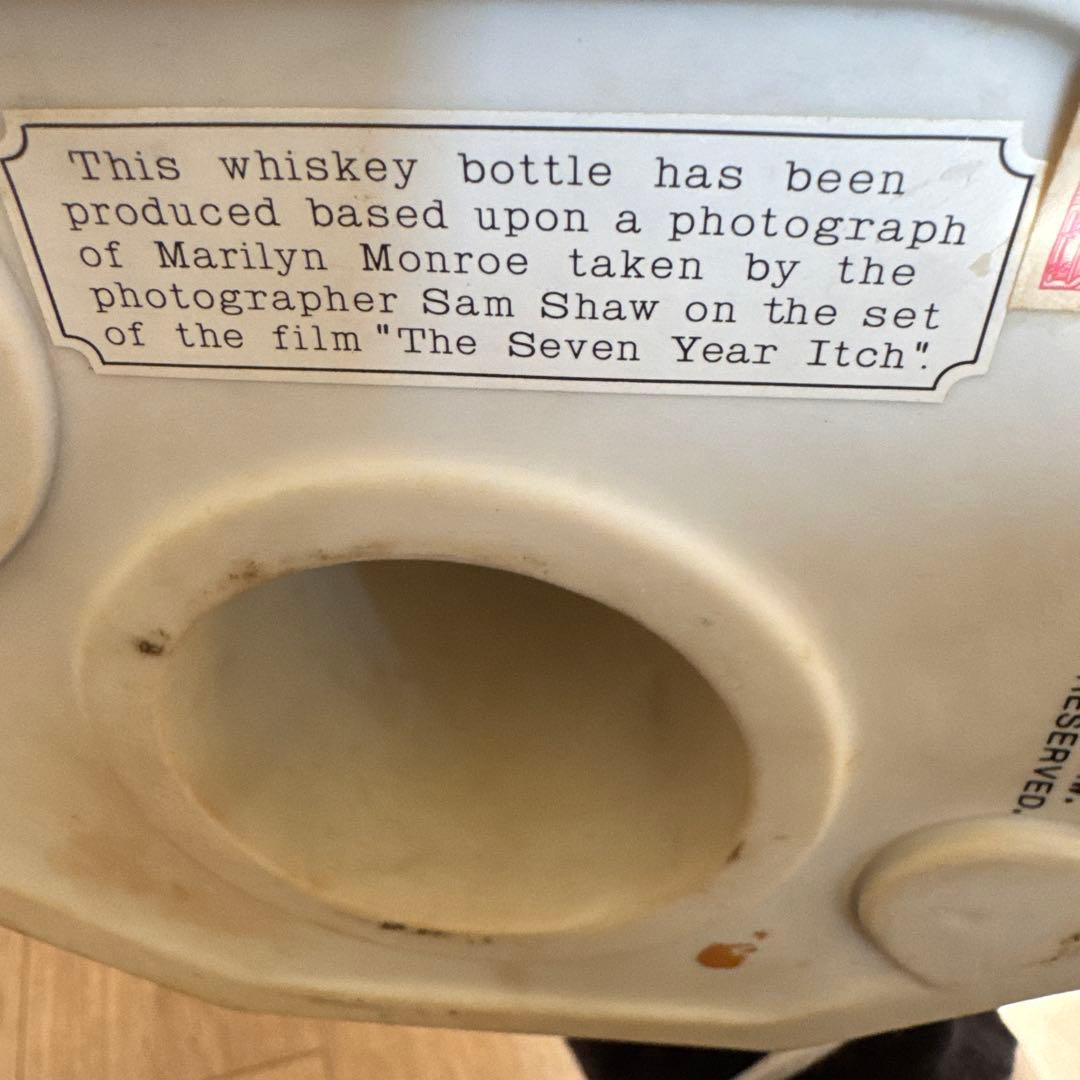 This whiskey bottle has been
produced based upon a photograph
of Marilyn Monroe taken by the
photographer Sam Shaw on the set
of the film "The Seven Year Itch".
RESERVED.